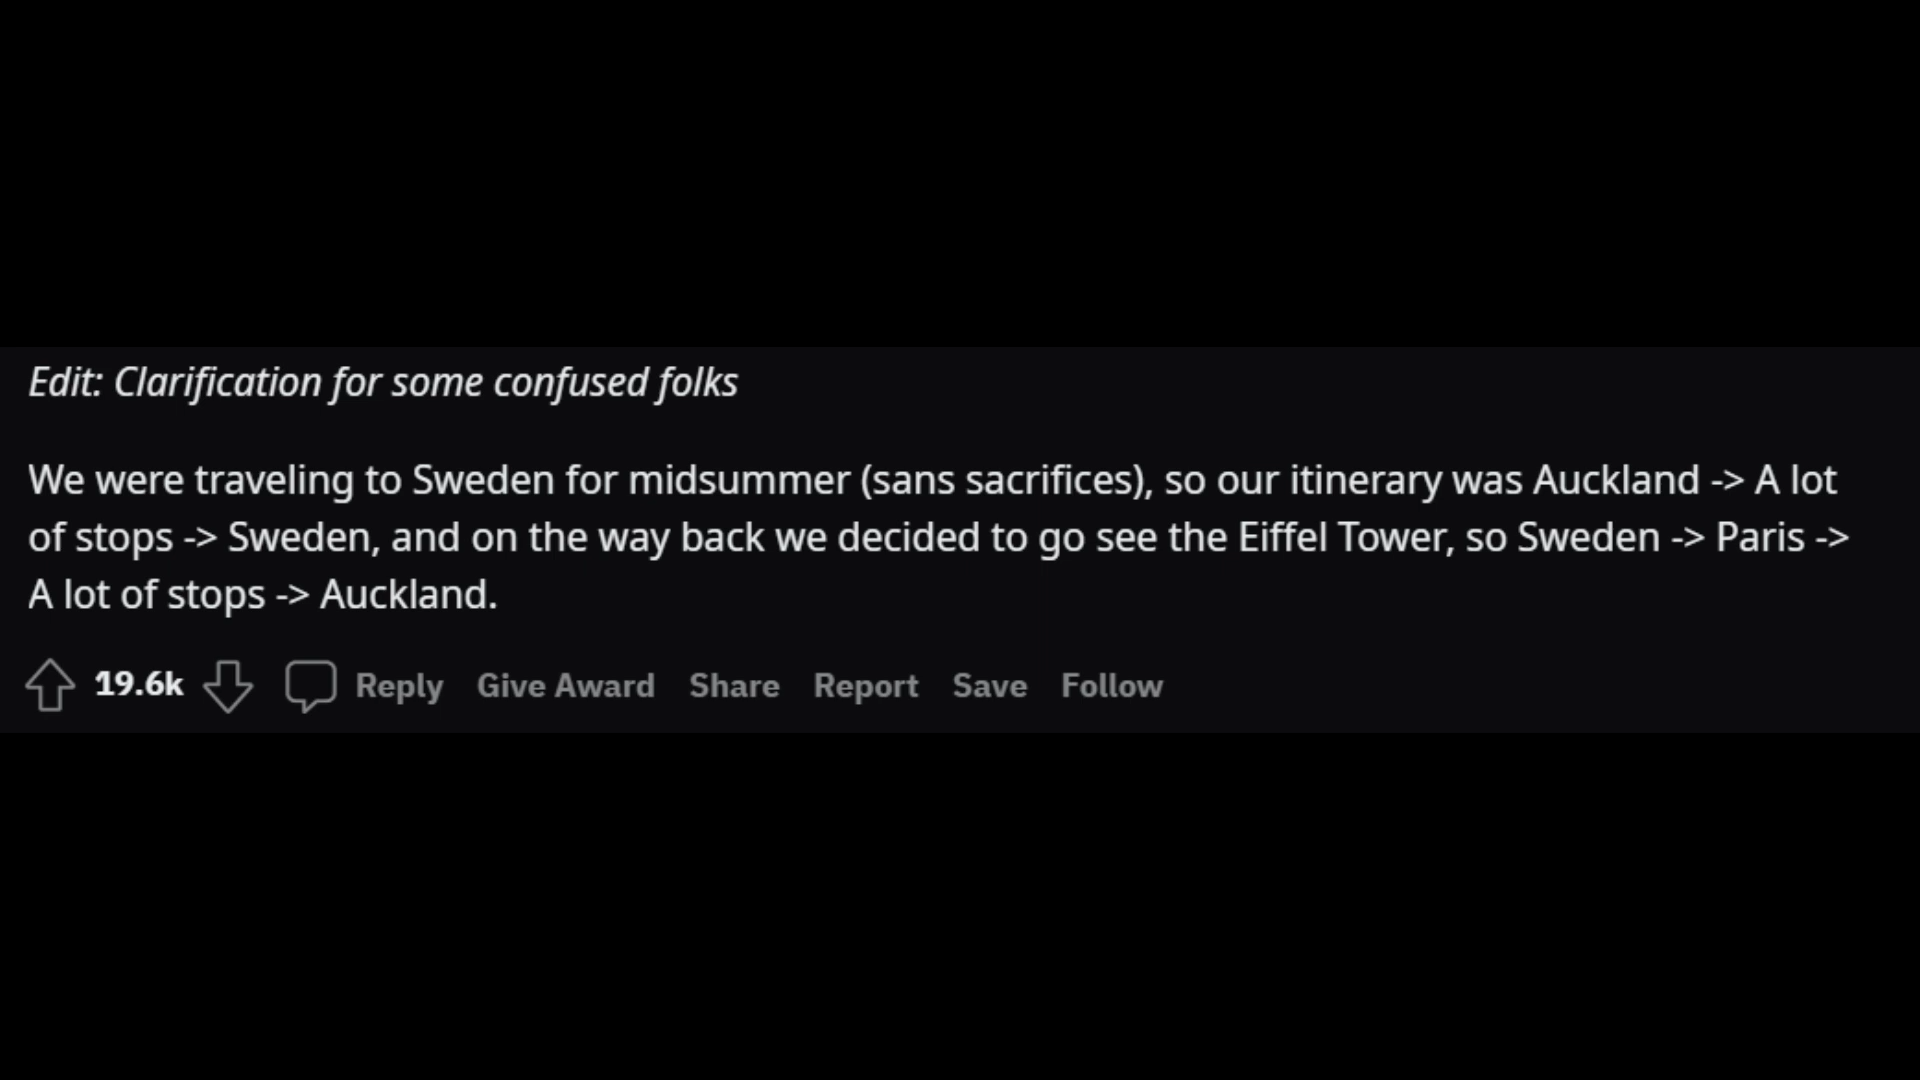 Edit: Clarification for some confused folks
We were traveling to Sweden for midsummer (sans sacrifices), so our itinerary was Auckland -> A lot
of stops -> Sweden, and on the way back we decided to go see the Eiffel Tower, so Sweden -> Paris ->
A lot of stops -> Auckland.
19.6k Reply Give Award Share Report Save Follow